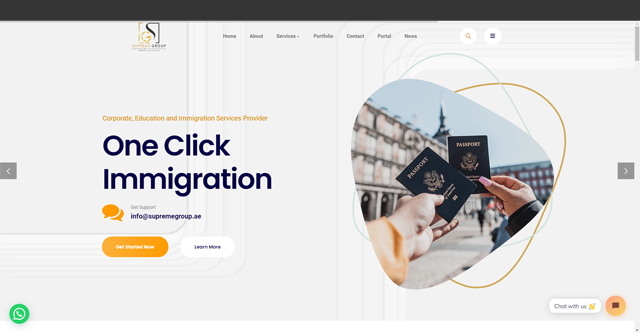 SUPREME GROUP
Home
About
Services
Portfolio
Contact
Portal
News
Corporate, Education and Immigration Services Provider
One Click
Immigration
Get Support
info@supremegroup.ae
Get Started Now
Learn More
PASSPORT
PASSPORT
Chat with us 👋